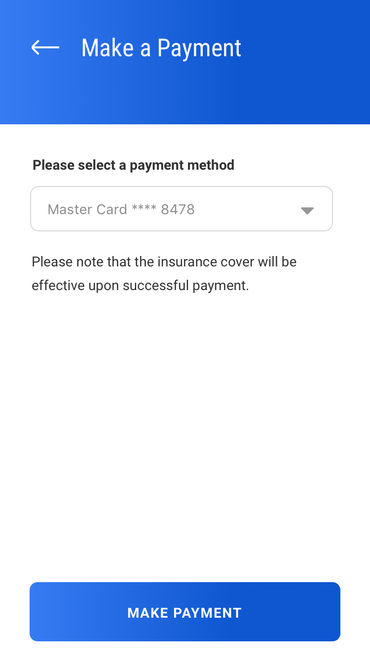 Make a Payment
Please select a payment method
Master Card **** 8478
Please note that the insurance cover will be
effective upon successful payment.
MAKE PAYMENT